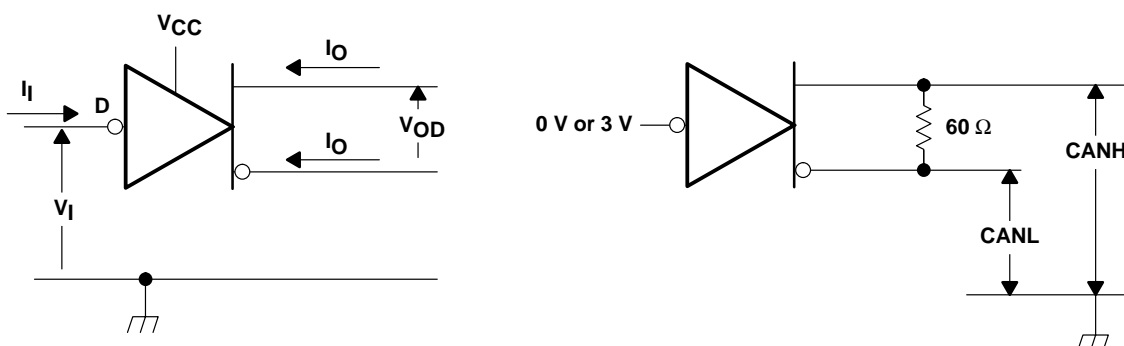 VCC
IO
II
D
VOD
IO
VI
0 V or 3 V
60 Ω
CANH
CANL